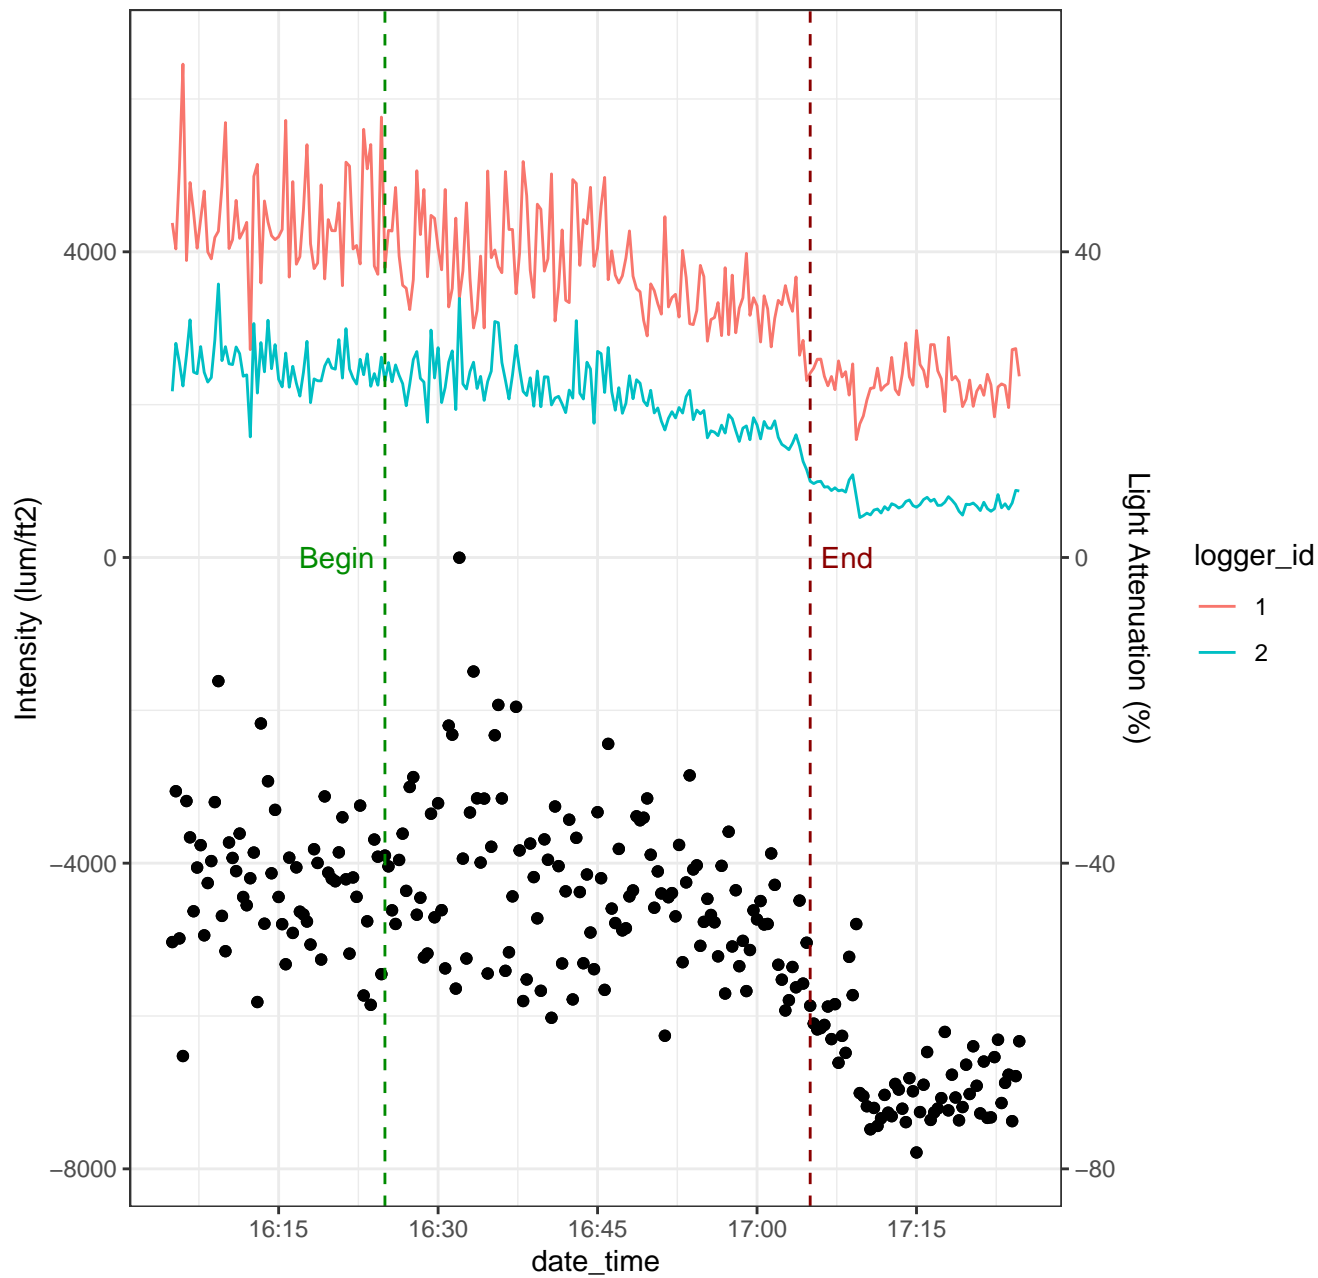 Intensity (lum/ft2)
4000
0
−4000
−8000
Begin
End
40
0
−40
−80
Light Attenuation (%)
16:15
16:30
16:45
17:00
17:15
date_time
logger_id
1
2